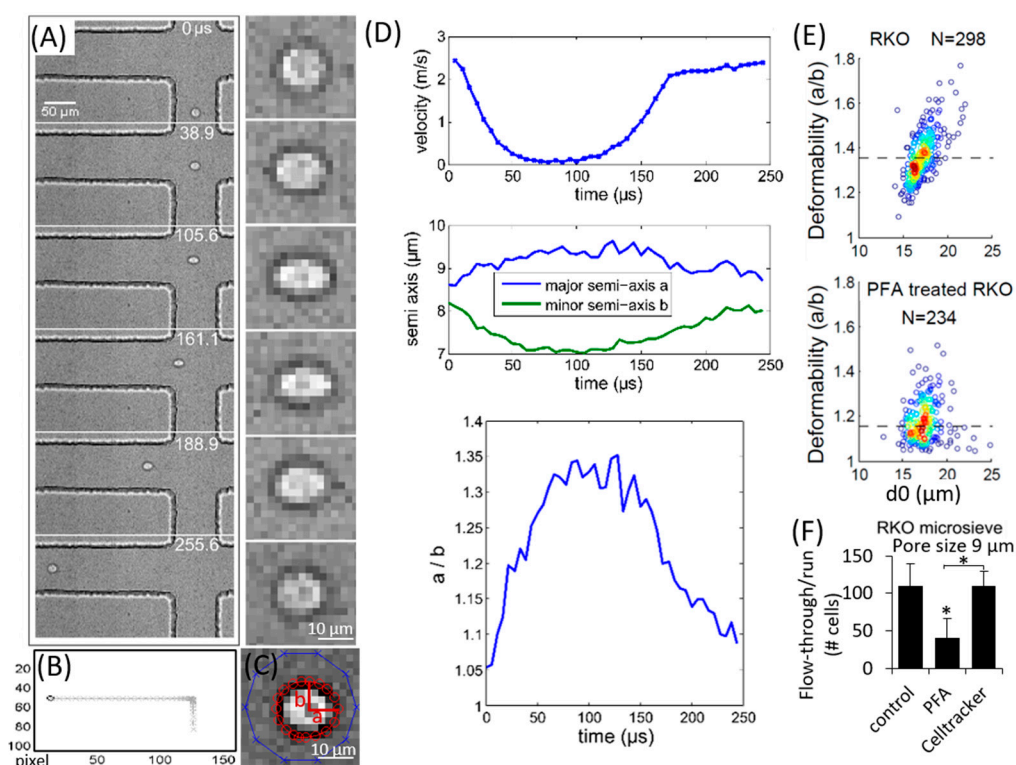 (A)
0 µs
50 µm
38.9
105.6
161.1
188.9
255.6
10 µm
(B)
20
40
60
80
100
pixel
50
100
150
(C)
b
a
10 µm
(D)
velocity (m/s)
3
2
1
0
0
50
100
150
200
250
time (µs)
semi axis (µm)
10
9
8
7
major semi-axis a
minor semi-axis b
0
50
100
150
200
250
time (µs)
a / b
1.4
1.35
1.3
1.25
1.2
1.15
1.1
1.05
0
0
50
100
150
200
250
time (µs)
(E)
RKO N=298
Deformability (a/b)
1.8
1.6
1.4
1.2
1
10
15
20
25
PFA treated RKO
N=234
Deformability (a/b)
1.8
1.6
1.4
1.2
1
10
15
20
25
d0 (µm)
(F)
RKO microsieve
Pore size 9 µm
Flow-through/run
(# cells)
150
100
50
0
*
*
control
PFA
Celltracker